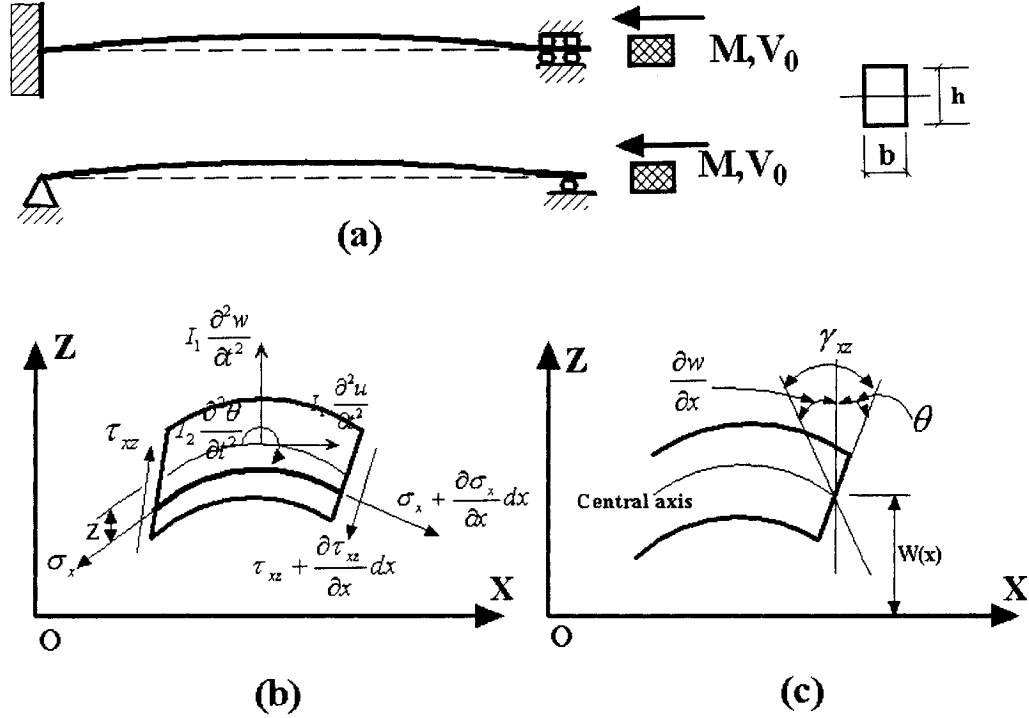 M,V₀
h
b
M,V₀
(a)
Z
I₁ ∂²w/∂t²
I₁ ∂²u/∂t²
I₂ ∂²θ/∂t²
τxz
σx + ∂σx/∂x dx
z
σx
τxz + ∂τxz/∂x dx
X
O
(b)
Z
γxz
∂w/∂x
θ
Central axis
W(x)
X
O
(c)